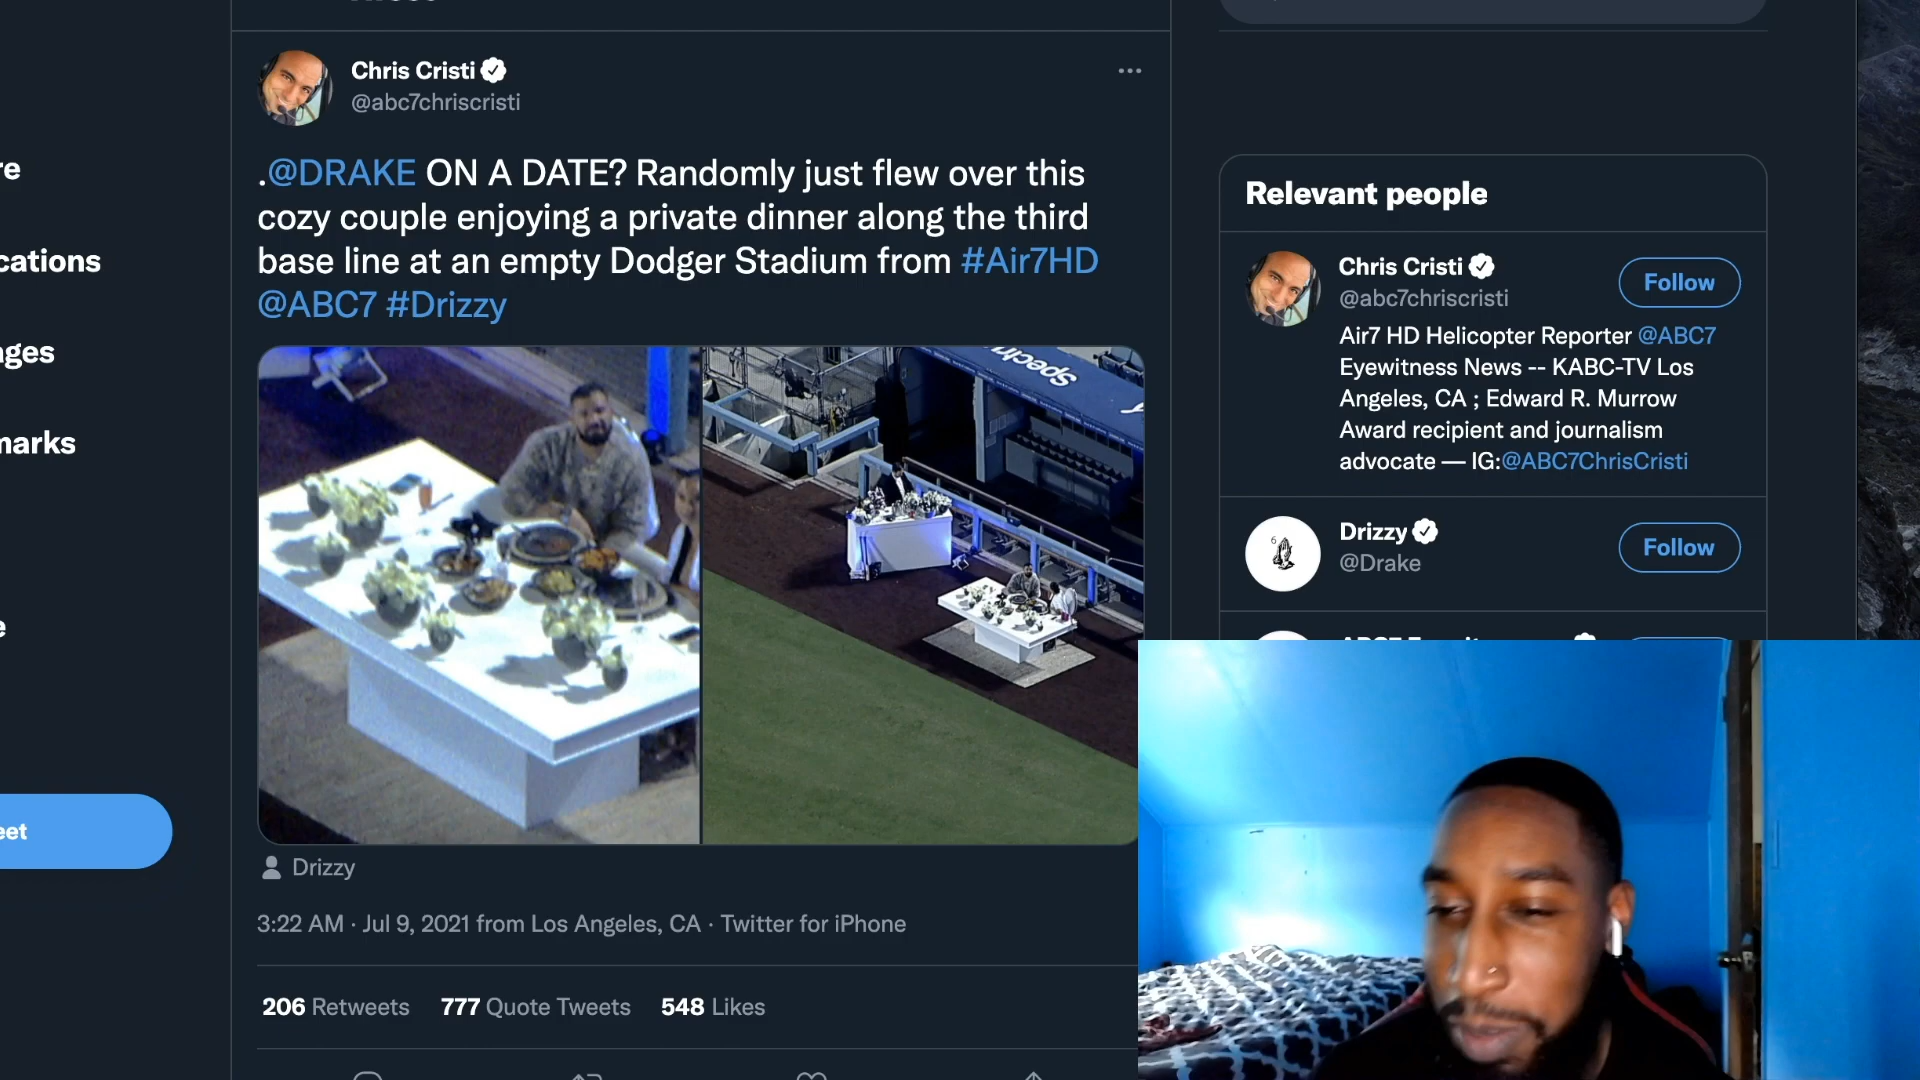 Chris Cristi
@abc7chriscristi
.@DRAKE ON A DATE? Randomly just flew over this
cozy couple enjoying a private dinner along the third
base line at an empty Dodger Stadium from #Air7HD
@ABC7 #Drizzy
Drizzy
3:22 AM · Jul 9, 2021 from Los Angeles, CA · Twitter for iPhone
206 Retweets 777 Quote Tweets 548 Likes
Relevant people
Chris Cristi
@abc7chriscristi
Follow
Air7 HD Helicopter Reporter @ABC7
Eyewitness News -- KABC-TV Los
Angeles, CA ; Edward R. Murrow
Award recipient and journalism
advocate — IG:@ABC7ChrisCristi
Drizzy
@Drake
Follow
re
cations
ages
marks
e
eet